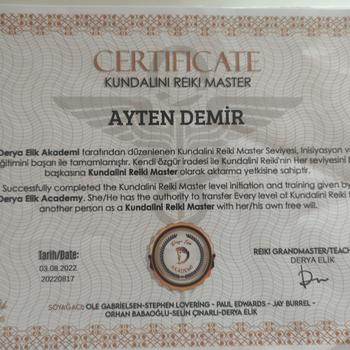 CERTIFICATE
KUNDALINI REIKI MASTER
AYTEN DEMİR
Derya Elik Akademi tarafından düzenlenen Kundalini Reiki Master Seviyesi, İnisiyasyon v
eğitimini başarı ile tamamlamıştır. Kendi özgür iradesi ile Kundalini Reiki'nin Her seviyesini
başkasına Kundalini Reiki Master olarak aktarma yetkisine sahiptir.
Successfully completed the Kundalini Reiki Master level initiation and training given by
Derya Elik Academy. She/He has the authority to transfer Every level of Kundalini Reiki
another person as a Kundalini Reiki Master with her/his own free will.
Tarih/Date:
03.08.2022
20220817
AKADEMİ
REIKI GRANDMASTER/TEACH
DERYA ELİK
SOYAĞACI: OLE GABRIELSEN-STEPHEN LOVERING - PAUL EDWARDS - JAY BURREL -
ORHAN BABAOĞLU-SELİN ÇINARLI-DERYA ELİK